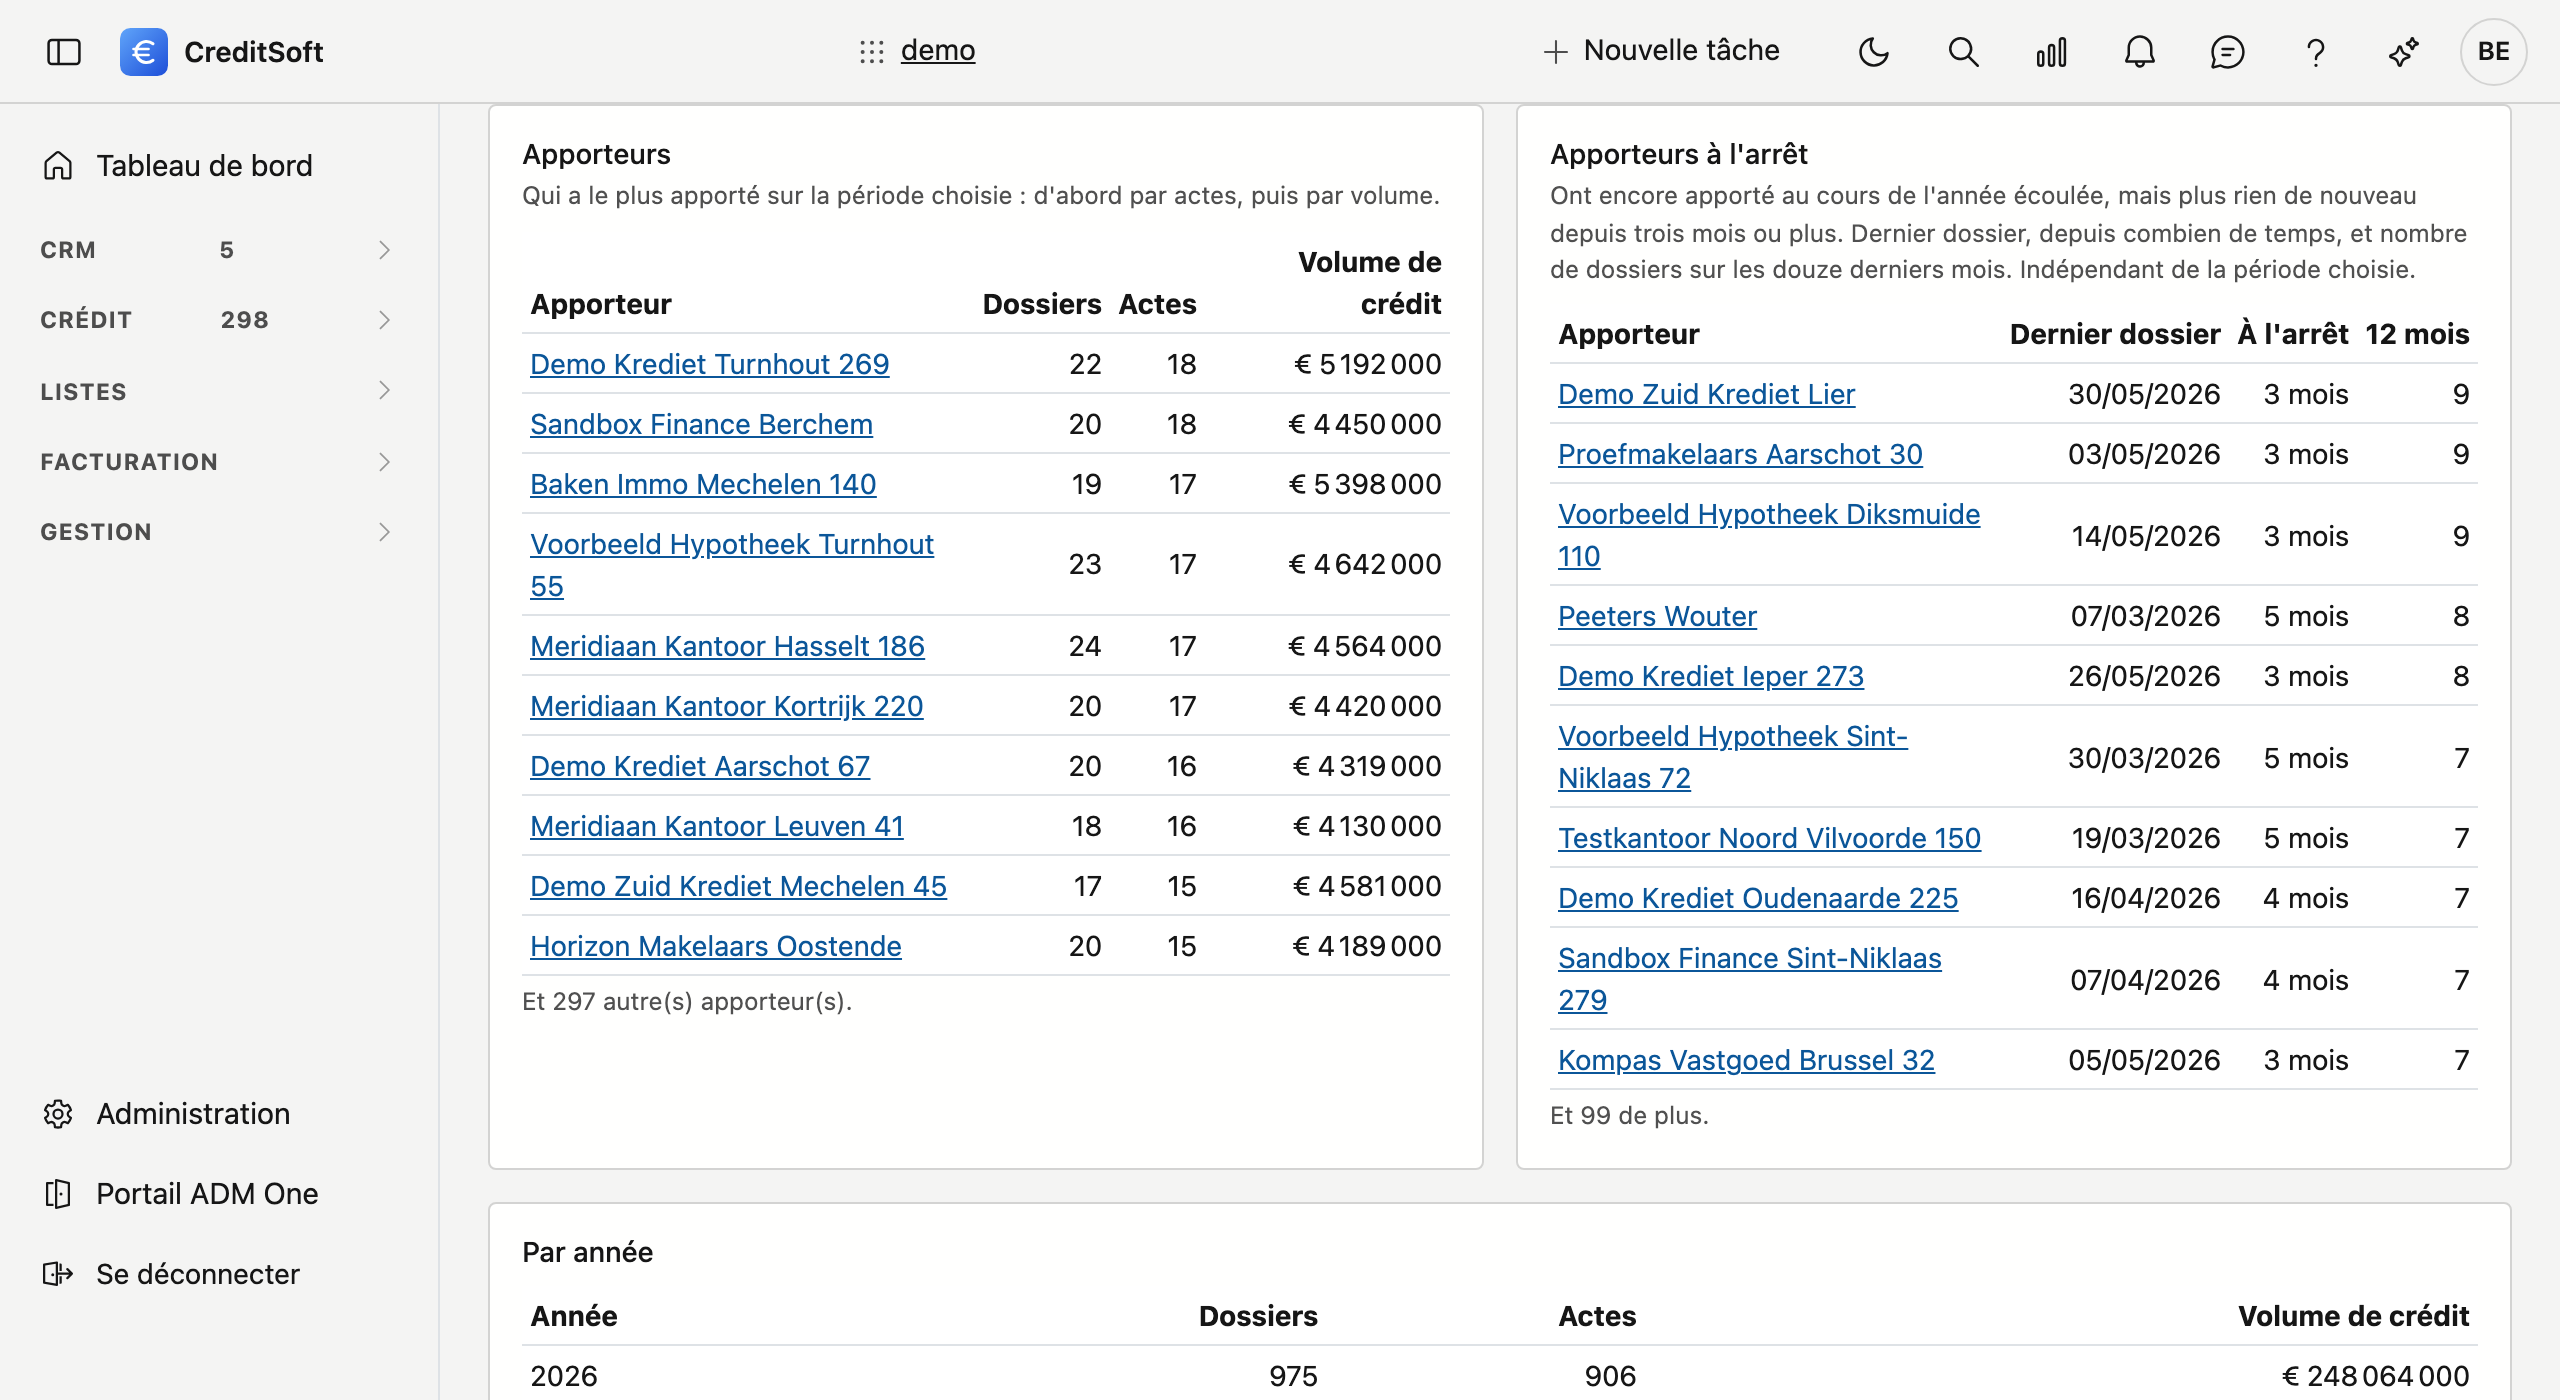 CreditSoft
demo
Nouvelle tâche
BE
Tableau de bord
CRM 5
CRÉDIT 298
LISTES
FACTURATION
GESTION
Administration
Portail ADM One
Se déconnecter
Apporteurs
Qui a le plus apporté sur la période choisie : d'abord par actes, puis par volume.
Apporteur Dossiers Actes Volume de
crédit
Demo Krediet Turnhout 269 22 18 € 5 192 000
Sandbox Finance Berchem 20 18 € 4 450 000
Baken Immo Mechelen 140 19 17 € 5 398 000
Voorbeeld Hypotheek Turnhout
55 23 17 € 4 642 000
Meridiaan Kantoor Hasselt 186 24 17 € 4 564 000
Meridiaan Kantoor Kortrijk 220 20 17 € 4 420 000
Demo Krediet Aarschot 67 20 16 € 4 319 000
Meridiaan Kantoor Leuven 41 18 16 € 4 130 000
Demo Zuid Krediet Mechelen 45 17 15 € 4 581 000
Horizon Makelaars Oostende 20 15 € 4 189 000
Et 297 autre(s) apporteur(s).
Apporteurs à l'arrêt
Ont encore apporté au cours de l'année écoulée, mais plus rien de nouveau
depuis trois mois ou plus. Dernier dossier, depuis combien de temps, et nombre
de dossiers sur les douze derniers mois. Indépendant de la période choisie.
Apporteur Dernier dossier À l'arrêt 12 mois
Demo Zuid Krediet Lier 30/05/2026 3 mois 9
Proefmakelaars Aarschot 30 03/05/2026 3 mois 9
Voorbeeld Hypotheek Diksmuide
110 14/05/2026 3 mois 9
Peeters Wouter 07/03/2026 5 mois 8
Demo Krediet Ieper 273 26/05/2026 3 mois 8
Voorbeeld Hypotheek Sint-
Niklaas 72 30/03/2026 5 mois 7
Testkantoor Noord Vilvoorde 150 19/03/2026 5 mois 7
Demo Krediet Oudenaarde 225 16/04/2026 4 mois 7
Sandbox Finance Sint-Niklaas
279 07/04/2026 4 mois 7
Kompas Vastgoed Brussel 32 05/05/2026 3 mois 7
Et 99 de plus.
Par année
Année Dossiers Actes Volume de crédit
2026 975 906 € 248 064 000